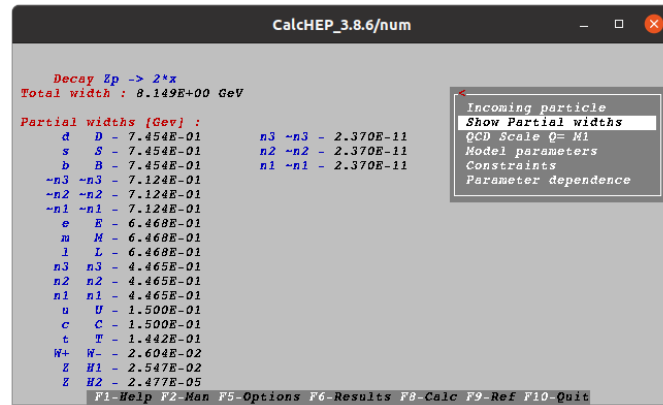 CalcHEP_3.8.6/num
Decay Zp -> 2*x
Total width : 8.149E+00 GeV
Partial widths [Gev] :
d D - 7.454E-01
s S - 7.454E-01
b B - 7.454E-01
~n3 ~n3 - 7.124E-01
~n2 ~n2 - 7.124E-01
~n1 ~n1 - 7.124E-01
e E - 6.468E-01
m M - 6.468E-01
l L - 6.468E-01
n3 n3 - 4.465E-01
n2 n2 - 4.465E-01
n1 n1 - 4.465E-01
u U - 1.500E-01
c C - 1.500E-01
t T - 1.442E-01
W+ W- - 2.604E-02
Z H1 - 2.547E-02
Z H2 - 2.477E-05
n3 ~n3 - 2.370E-11
n2 ~n2 - 2.370E-11
n1 ~n1 - 2.370E-11
<
Incoming particle
Show Partial widths
QCD Scale Q= M1
Model parameters
Constraints
Parameter dependence
F1-Help F2-Man F5-Options F6-Results F8-Calc F9-Ref F10-Quit